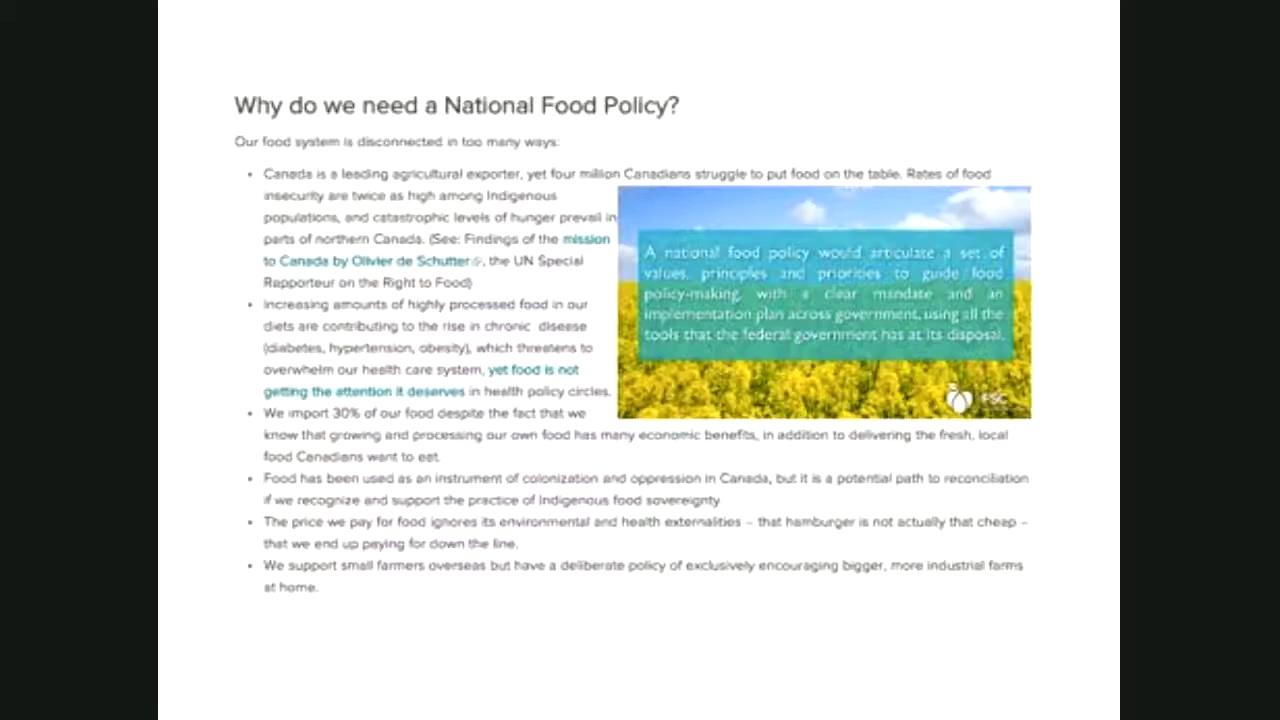 Why do we need a National Food Policy?
Our food system is disconnected in too many ways:
• Canada is a leading agricultural exporter, yet four million Canadians struggle to put food on the table. Rates of food
insecurity are twice as high among Indigenous
populations, and catastrophic levels of hunger prevail in
parts of northern Canada. (See: Findings of the mission
to Canada by Olivier de Schutter, the UN Special
Rapporteur on the Right to Food)
• Increasing amounts of highly processed food in our
diets are contributing to the rise in chronic disease
(diabetes, hypertension, obesity), which threatens to
overwhelm our health care system, yet food is not
getting the attention it deserves in health policy circles.
• We import 30% of our food despite the fact that we
know that growing and processing our own food has many economic benefits, in addition to delivering the fresh, local
food Canadians want to eat.
• Food has been used as an instrument of colonization and oppression in Canada, but it is a potential path to reconciliation
if we recognize and support the practice of Indigenous food sovereignty
• The price we pay for food ignores its environmental and health externalities – that hamburger is not actually that cheap –
that we end up paying for down the line.
• We support small farmers overseas but have a deliberate policy of exclusively encouraging bigger, more industrial farms
at home.
A national food policy would articulate a set of
values, principles and priorities to guide food
policy-making, with a clear mandate and an
implementation plan across government, using all the
tools that the federal government has at its disposal.
FSC